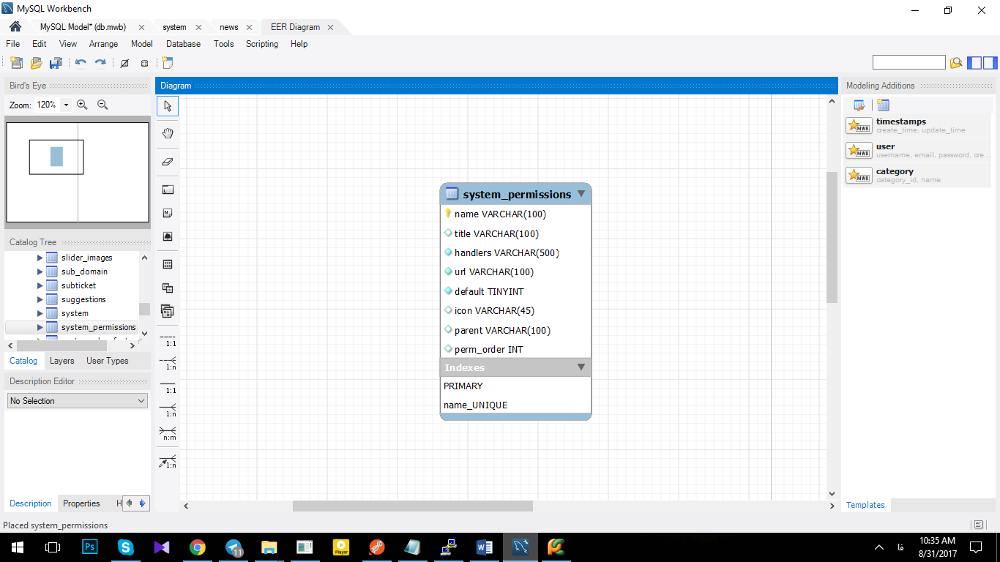 MySQL Workbench
MySQL Model* (db.mwb)
system
news
EER Diagram
File Edit View Arrange Model Database Tools Scripting Help
Bird's Eye
Zoom: 120%
Catalog Tree
slider_images
sub_domain
subticket
suggestions
system
system_permissions
Catalog Layers User Types
Description Editor
No Selection
Description Properties H
Diagram
1:1
1:n
1:1
1:n
n:m
1:n
system_permissions
name VARCHAR(100)
title VARCHAR(100)
handlers VARCHAR(500)
url VARCHAR(100)
default TINYINT
icon VARCHAR(45)
parent VARCHAR(100)
perm_order INT
Indexes
PRIMARY
name_UNIQUE
Modeling Additions
MWB
timestamps
create_time, update_time
MWB
user
username, email, password, cre...
MWB
category
category_id, name
Templates
Placed system_permissions
Ps
11
Player
فا
10:35 AM
8/31/2017